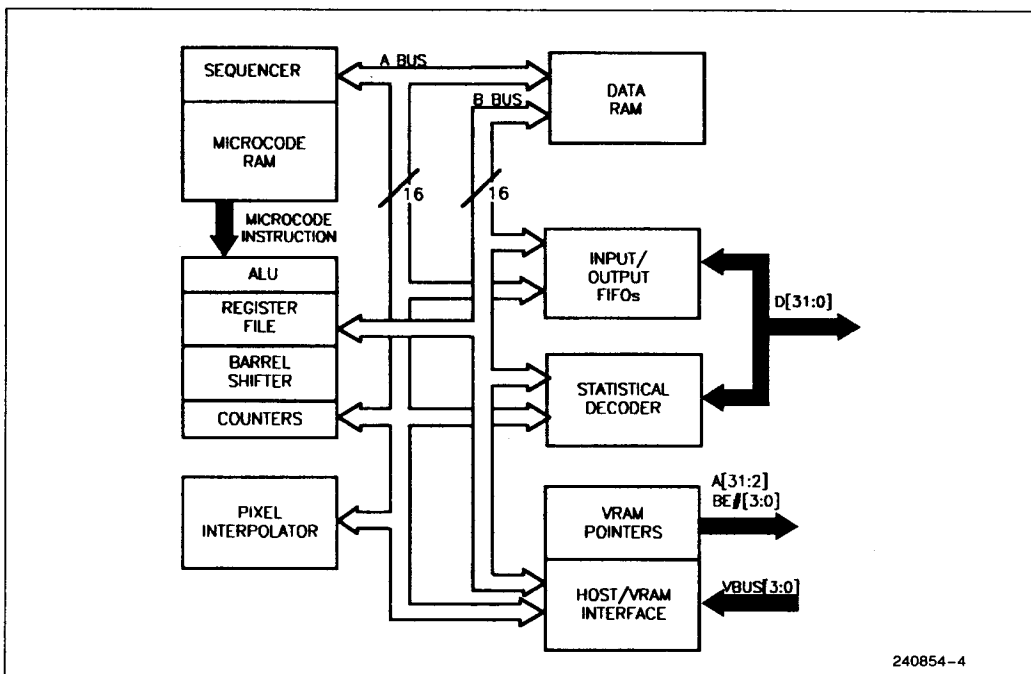 SEQUENCER
MICROCODE
RAM
MICROCODE
INSTRUCTION
ALU
REGISTER
FILE
BARREL
SHIFTER
COUNTERS
PIXEL
INTERPOLATOR
A BUS
B BUS
16
16
DATA
RAM
INPUT/
OUTPUT
FIFOs
D[31:0]
STATISTICAL
DECODER
A[31:2]
BE#[3:0]
VRAM
POINTERS
HOST/VRAM
INTERFACE
VBUS[3:0]
240854-4